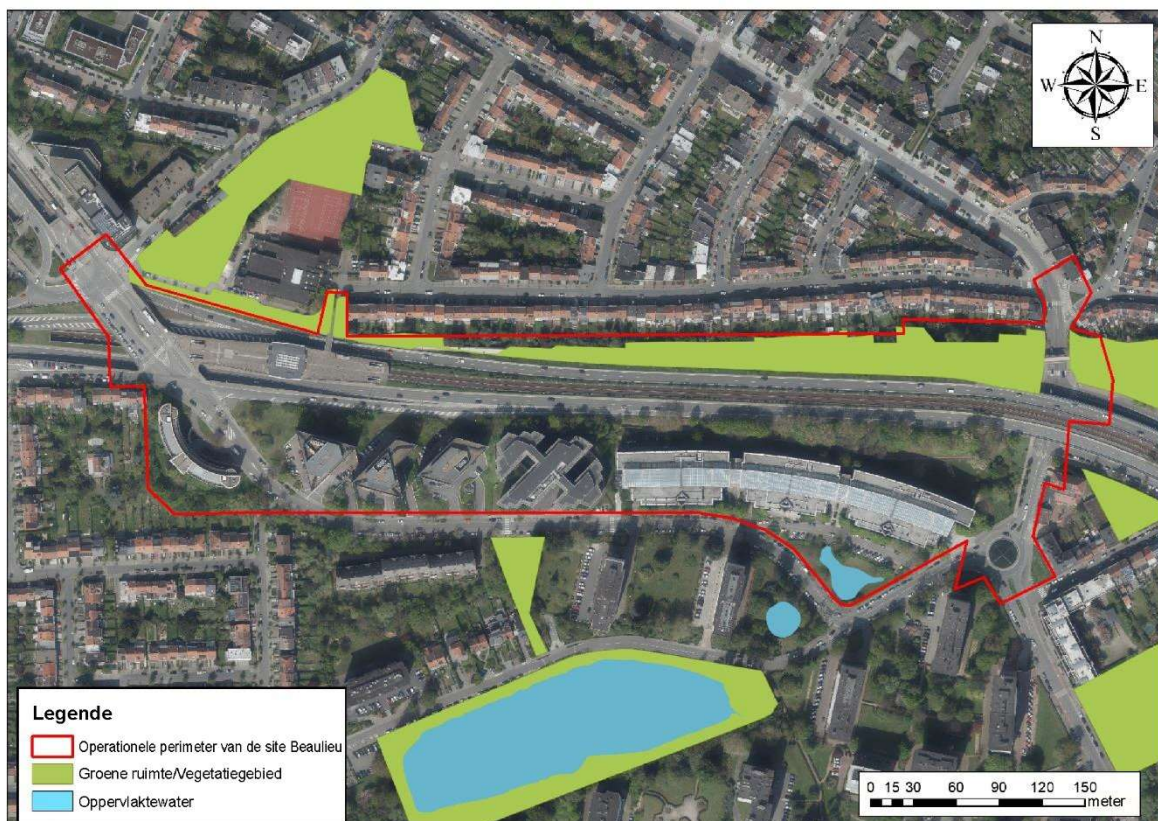 N
W E
S
Legende
Operationele perimeter van de site Beaulieu
Groene ruimte/Vegetatiegebied
Oppervlaktewater
0 15 30 60 90 120 150
meter